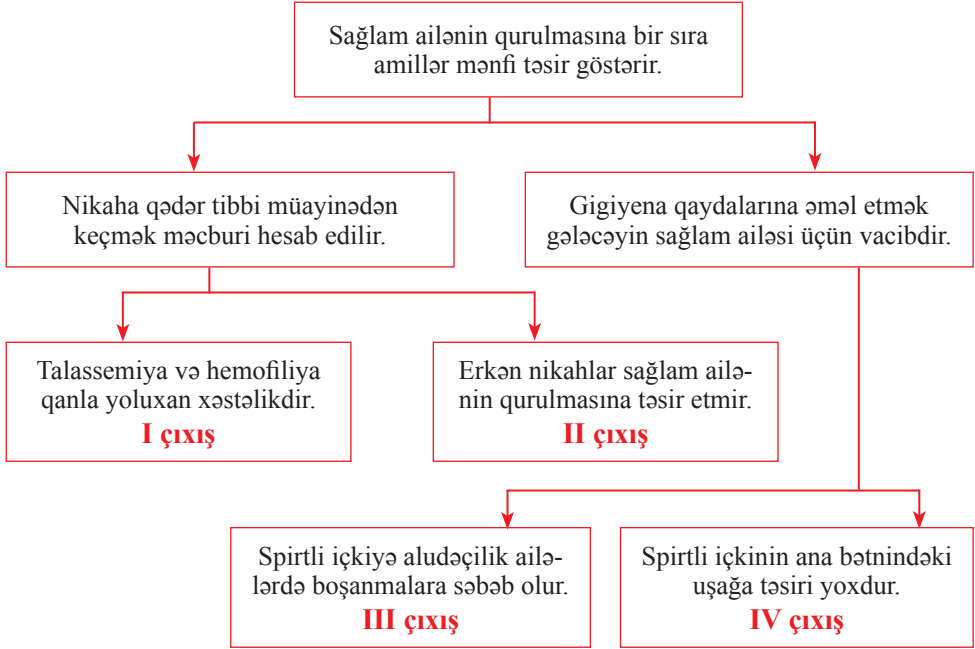 Sağlam ailənin qurulmasına bir sıra
amillər mənfi təsir göstərir.
Nikaha qədər tibbi müayinədən
keçmək məcburi hesab edilir.
Gigiyena qaydalarına əməl etmək
gələcəyin sağlam ailəsi üçün vacibdir.
Talassemiya və hemofiliya
qanla yoluxan xəstəlikdir.
I çıxış
Erkən nikahlar sağlam ailə-
nin qurulmasına təsir etmir.
II çıxış
Spirtli içkiyə aludəçilik ailə-
lərdə boşanmalara səbəb olur.
III çıxış
Spirtli içkinin ana bətnindəki
uşağa təsiri yoxdur.
IV çıxış